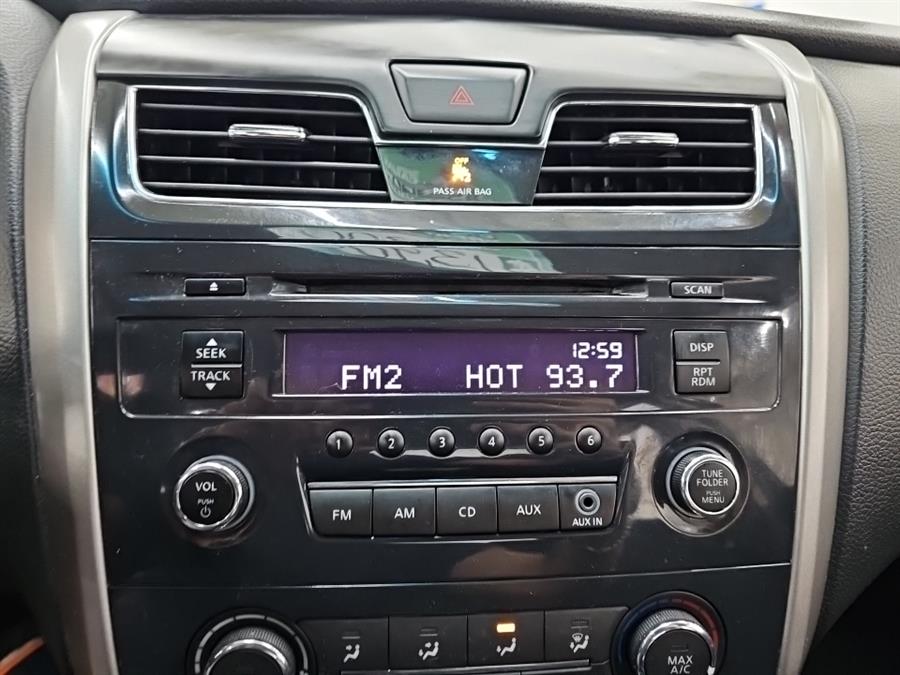 OFF
PASS AIR BAG
SCAN
SEEK
TRACK
12:59
FM2 HOT 93.7
DISP
RPT
RDM
1 2 3 4 5 6
VOL
PUSH
FM AM CD AUX
AUX IN
TUNE
FOLDER
PUSH
MENU
MAX
A/C